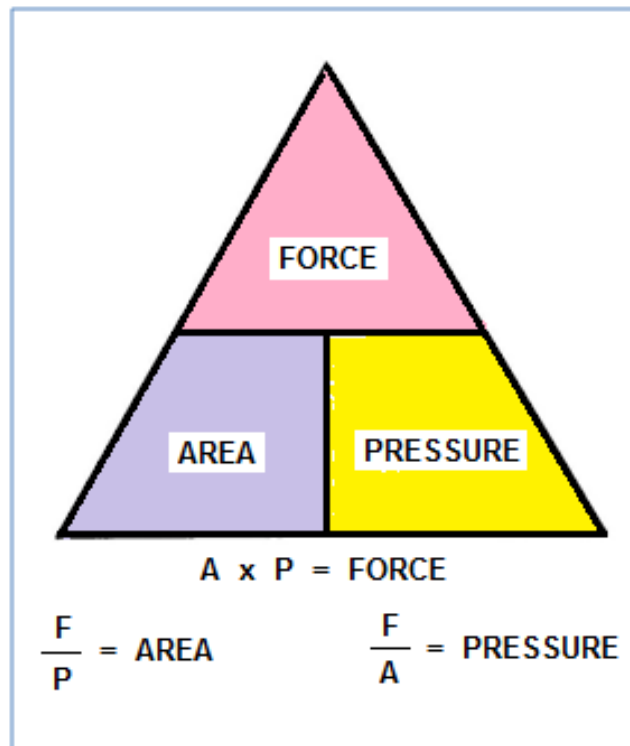 FORCE
AREA PRESSURE
A x P = FORCE
F
P
= AREA
F
A
= PRESSURE